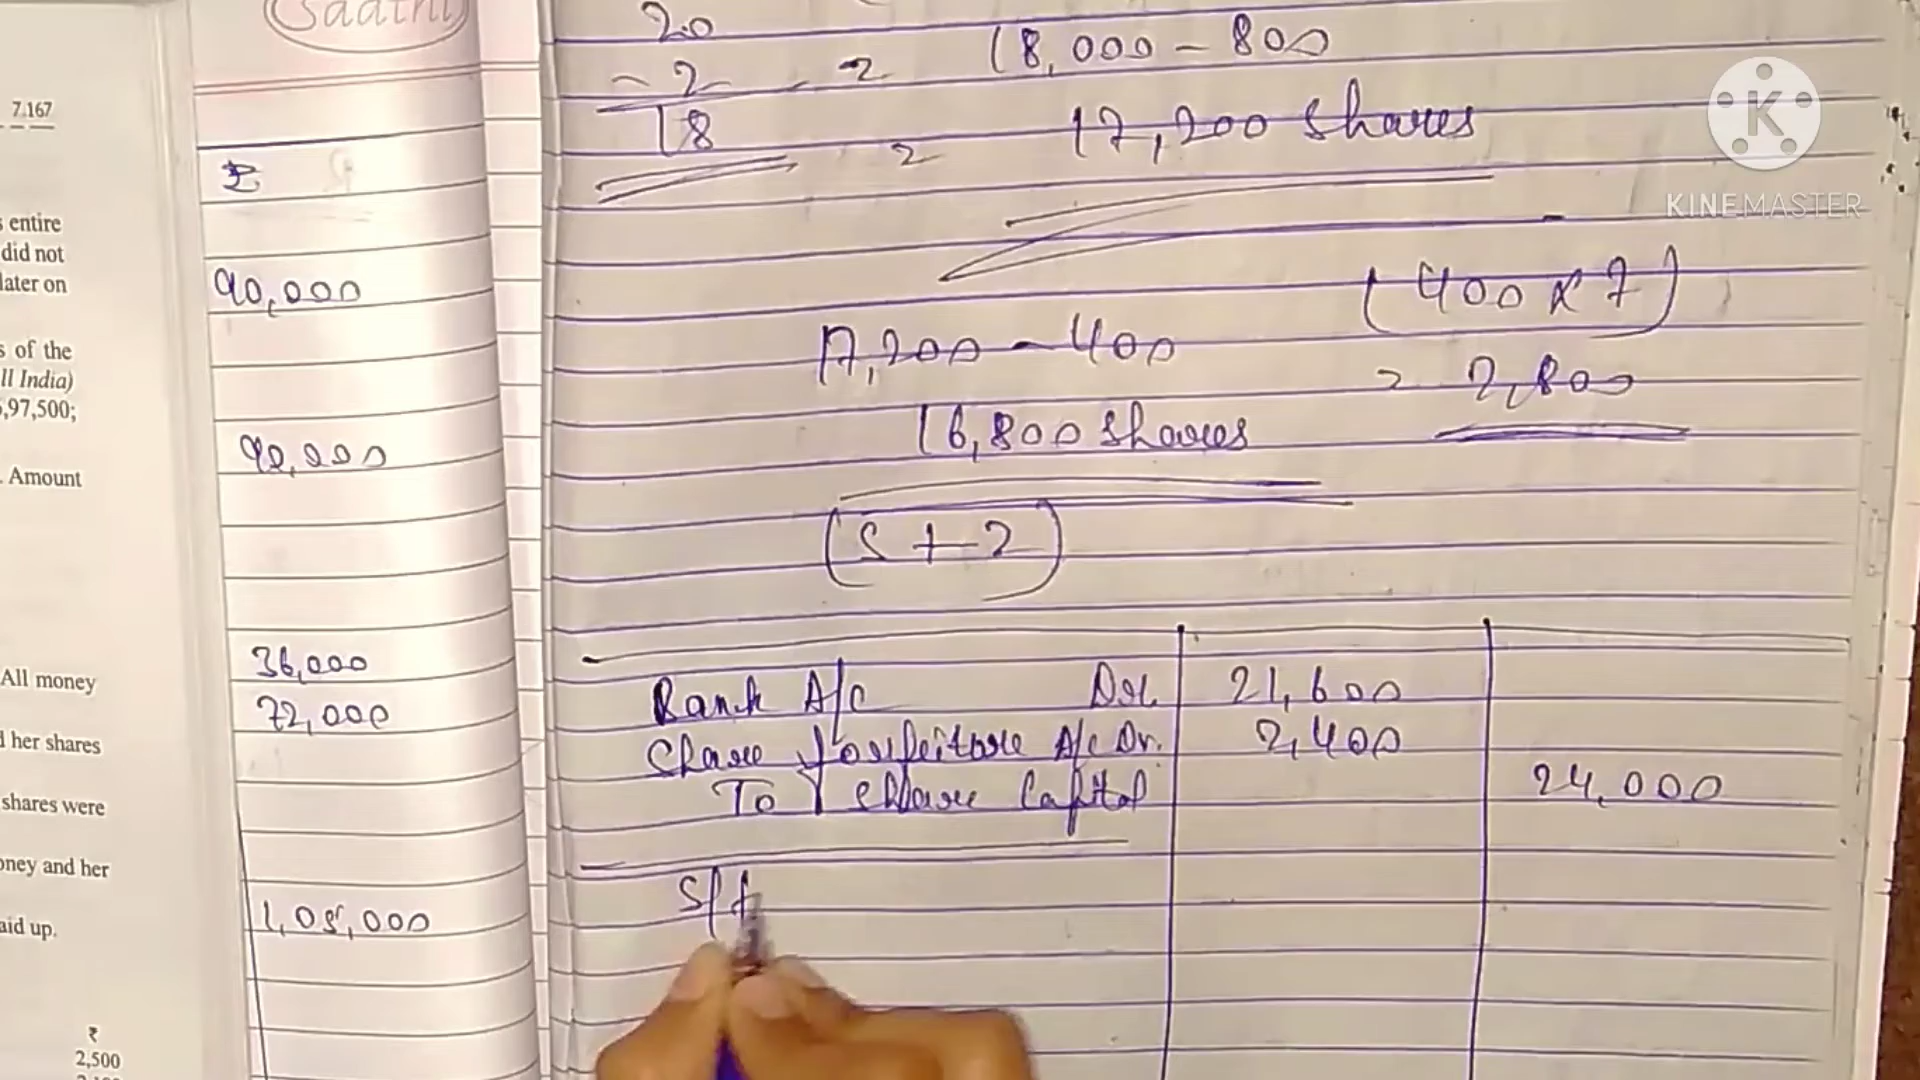 Saathi
7.167
₹
entire
did not
later on
90,000
s of the
ll India)
,97,500;
90,000
. Amount
36,000
All money
72,000
her shares
shares were
oney and her
1,05,000
aid up.
₹
2,500
20
- 2
18
= 18,000 - 800
= 17,200 shares
17,200 - 400
16,800 shares
(400 x 7)
= 2,800
(5 + 2)
Bank A/c Dr. 21,600
Share forfeiture A/c Dr. 2,400
To Share Capital 24,000
S/f
K
KINEMASTER